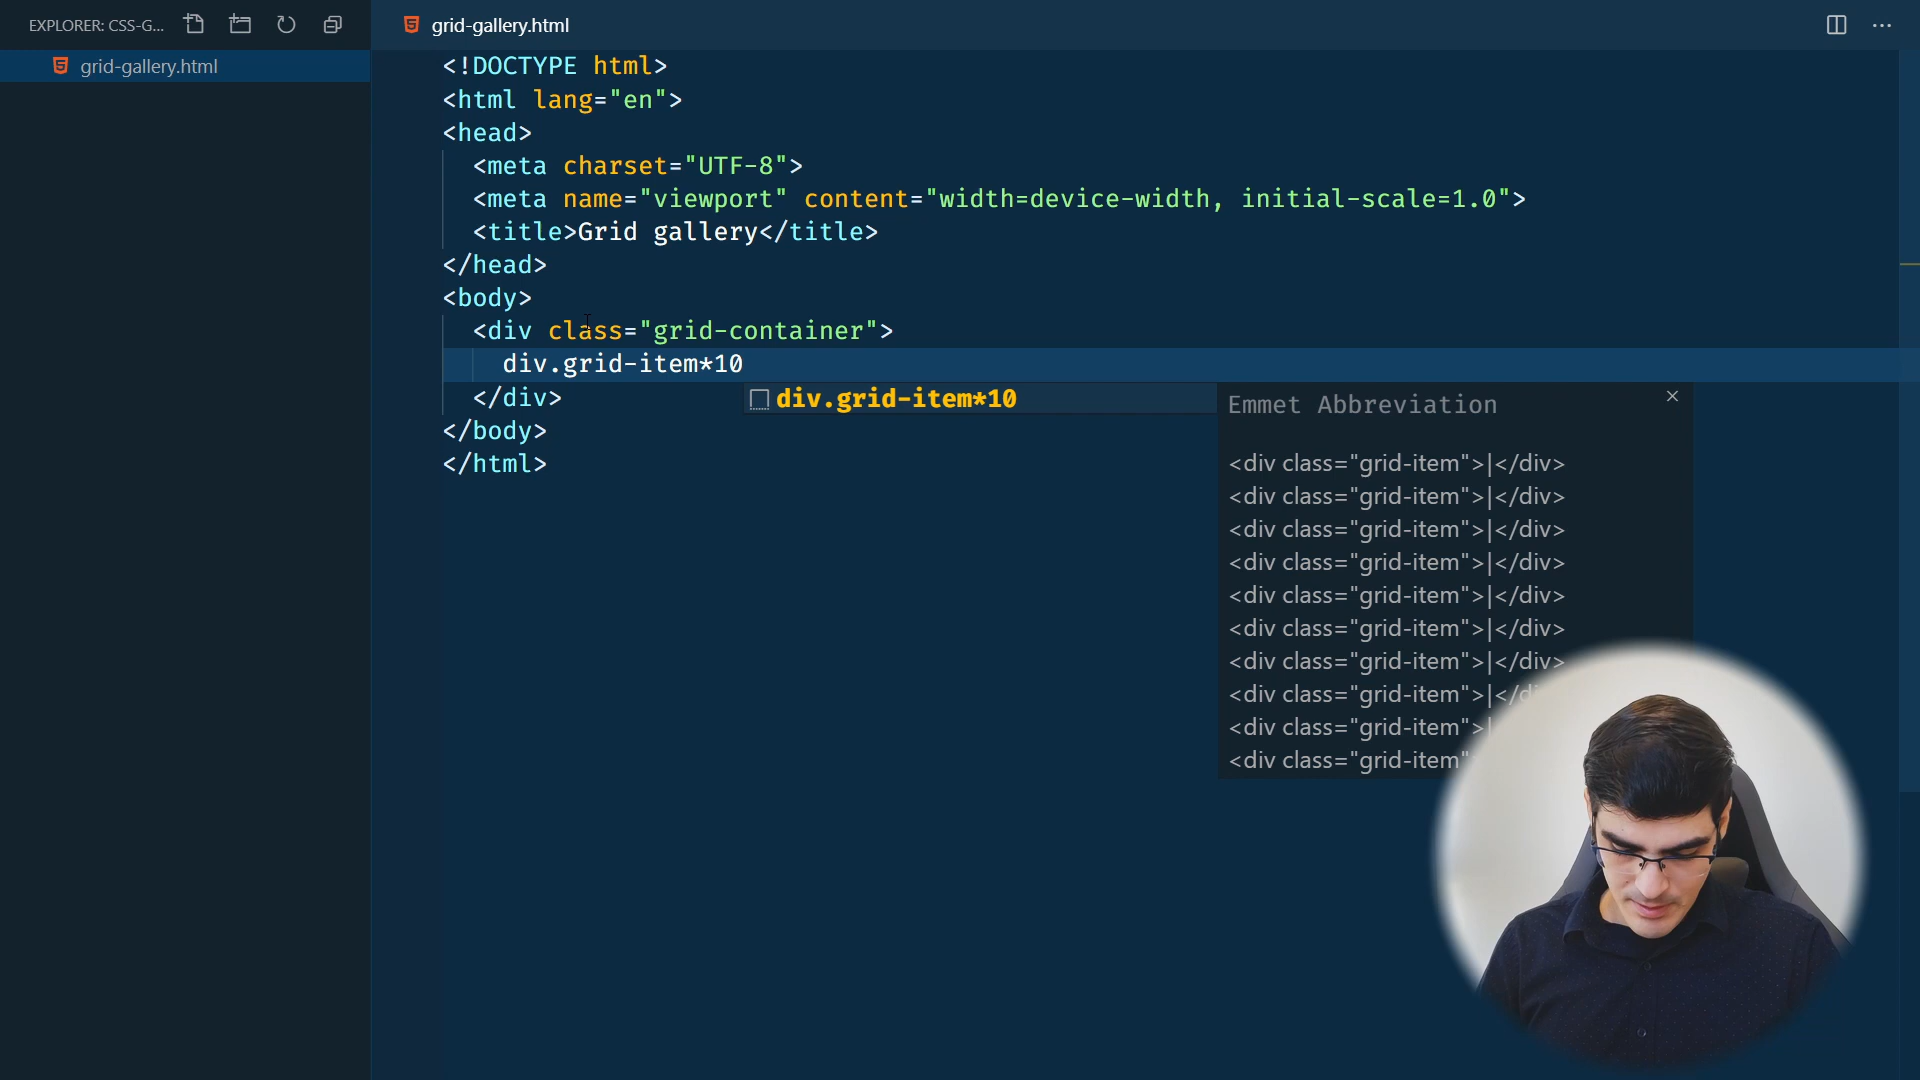 EXPLORER: CSS-G...
grid-gallery.html
grid-gallery.html
<!DOCTYPE html>
<html lang="en">
<head>
<meta charset="UTF-8">
<meta name="viewport" content="width=device-width, initial-scale=1.0">
<title>Grid gallery</title>
</head>
<body>
<div class="grid-container">
div.grid-item*10
</div>
</body>
</html>
div.grid-item*10
Emmet Abbreviation
<div class="grid-item">|</div>
<div class="grid-item">|</div>
<div class="grid-item">|</div>
<div class="grid-item">|</div>
<div class="grid-item">|</div>
<div class="grid-item">|</div>
<div class="grid-item">|</div>
<div class="grid-item">|</d
<div class="grid-item">|
<div class="grid-item"